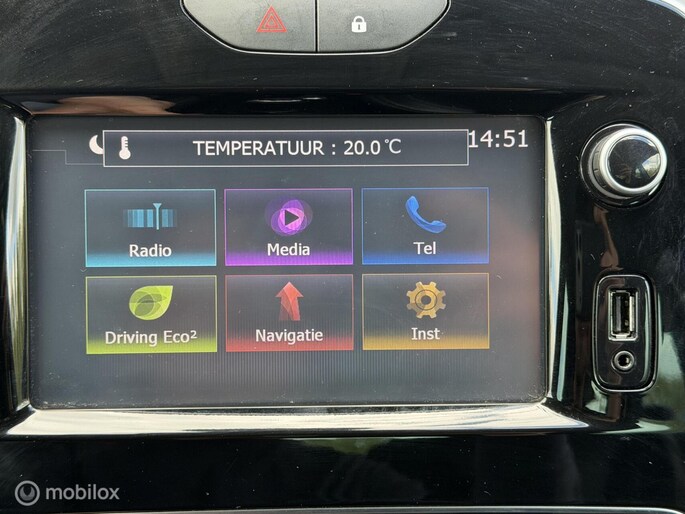 TEMPERATUUR : 20.0°C
14:51
Radio
Media
Tel
Driving Eco²
Navigatie
Inst
mobilox